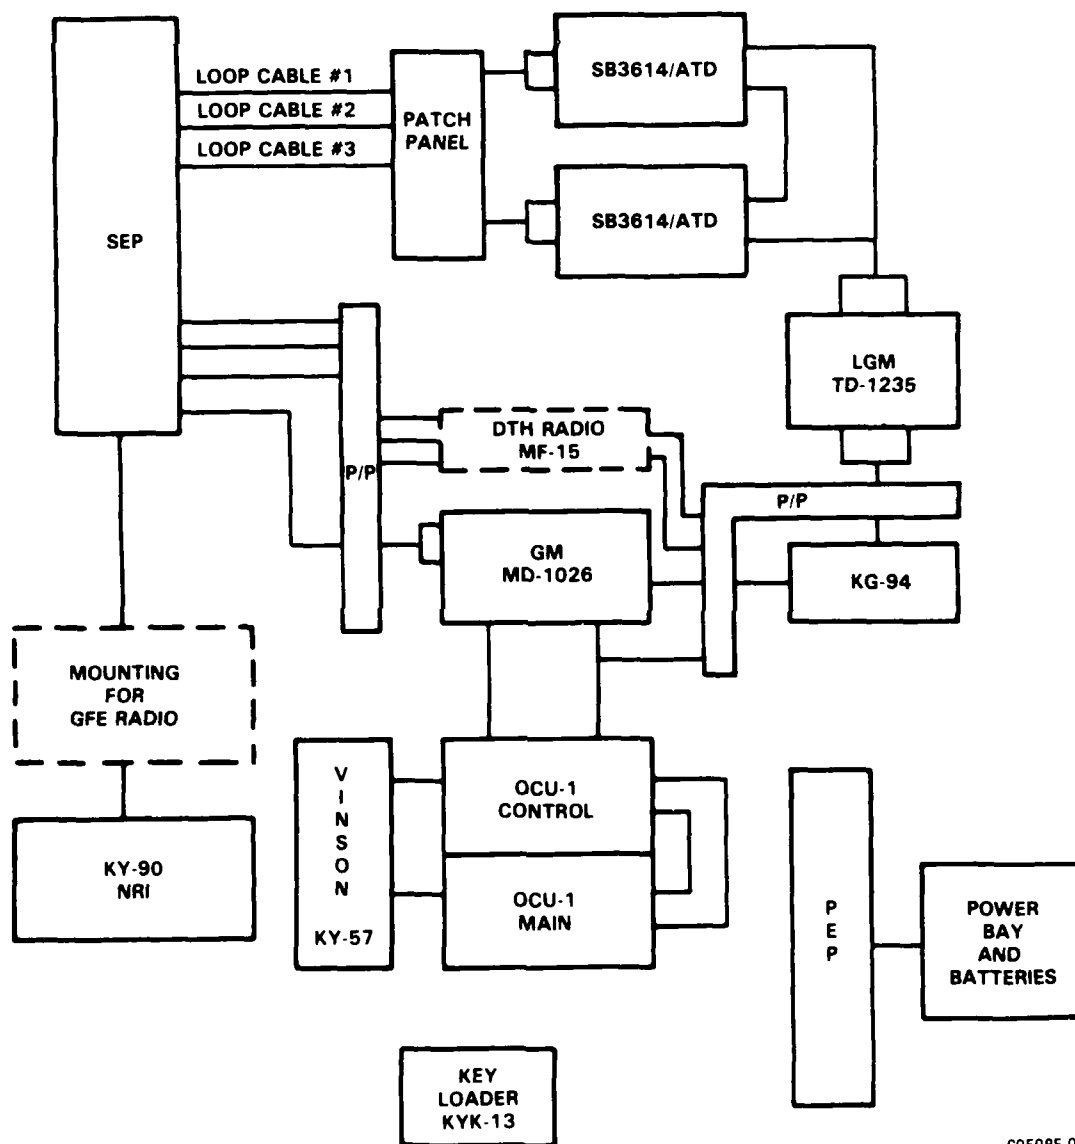 LOOP CABLE #1
LOOP CABLE #2
LOOP CABLE #3
SEP
PATCH
PANEL
SB3614/ATD
SB3614/ATD
LGM
TD-1235
P/P
DTH RADIO
MF-15
P/P
GM
MD-1026
KG-94
MOUNTING
FOR
GFE RADIO
KY-90
NRI
VINSON
KY-57
OCU-1
CONTROL
OCU-1
MAIN
PEP
POWER
BAY
AND
BATTERIES
KEY
LOADER
KYK-13